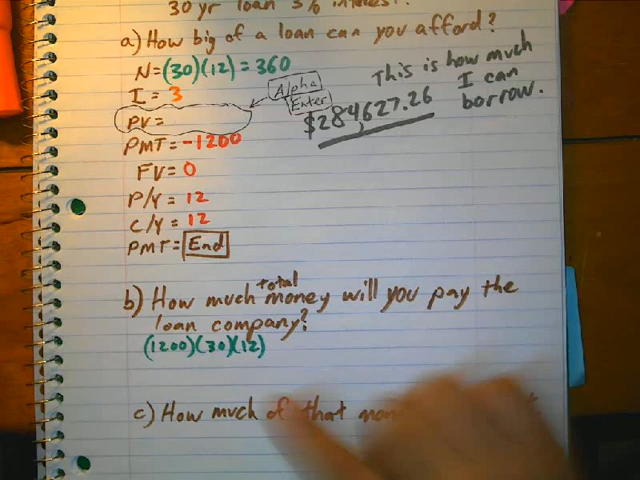 30 yr loan 3% interest.
a) How big of a loan can you afford?
N=(30)(12)=360
I=3
PV=
PMT=-1200
FV=0
P/Y=12
C/Y=12
PMT=End
Alpha
Enter
This is how much
I can
borrow.
$284,627.26
b) How much total money will you pay the
loan company?
(1200)(30)(12)
c) How much of that